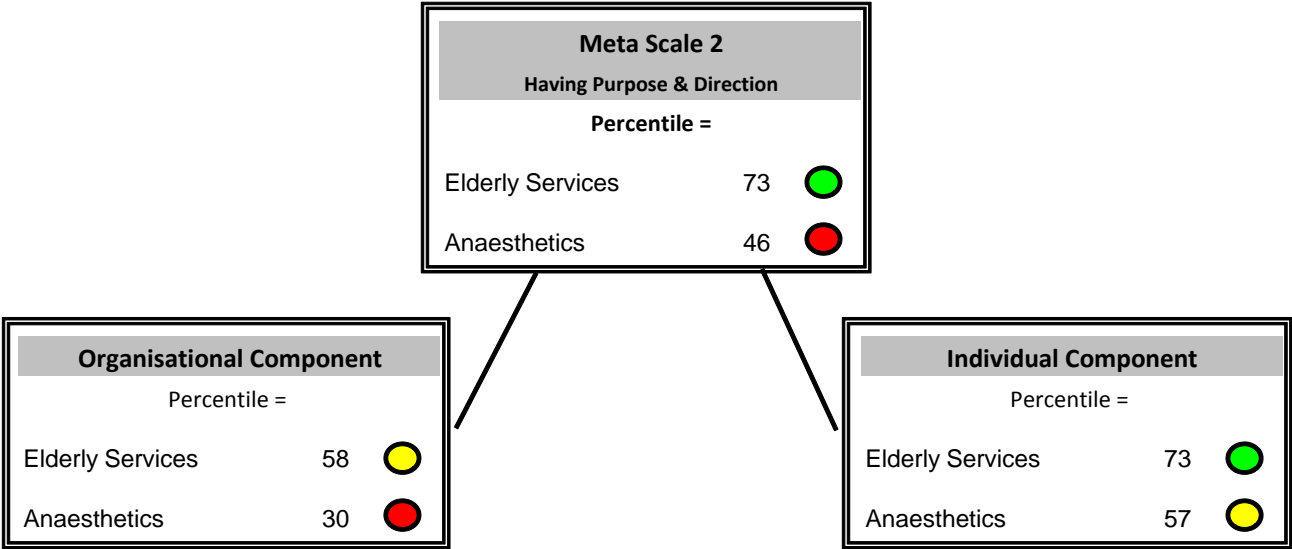 Meta Scale 2
Having Purpose & Direction
Percentile =
Elderly Services 73
Anaesthetics 46
Organisational Component
Percentile =
Elderly Services 58
Anaesthetics 30
Individual Component
Percentile =
Elderly Services 73
Anaesthetics 57